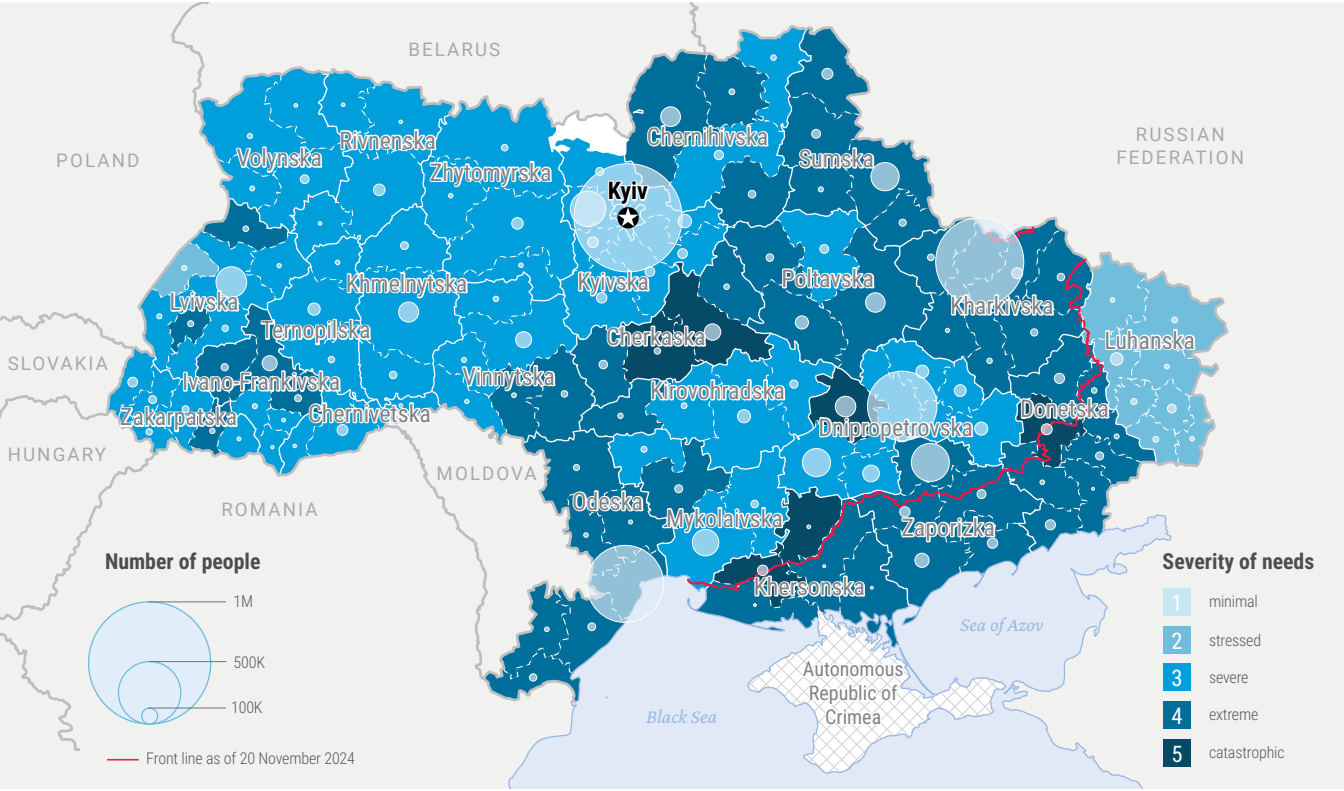 BELARUS
RUSSIAN
FEDERATION
POLAND
Volynska
Rivnenska
Zhytomyrska
Chernihivska
Sumska
Kyiv
Lvivska
Khmelnytska
Kyivska
Poltavska
Kharkivska
Ternopilska
Cherkaska
Luhanska
SLOVAKIA
Ivano-Frankivska
Vinnytska
Kirovohradska
Zakarpatska
Chernivetska
Dnipropetrovska
Donetska
HUNGARY
MOLDOVA
ROMANIA
Odeska
Mykolaivska
Zaporizka
Khersonska
Sea of Azov
Autonomous
Republic of
Crimea
Black Sea
Number of people
1M
500K
100K
Front line as of 20 November 2024
Severity of needs
1 minimal
2 stressed
3 severe
4 extreme
5 catastrophic